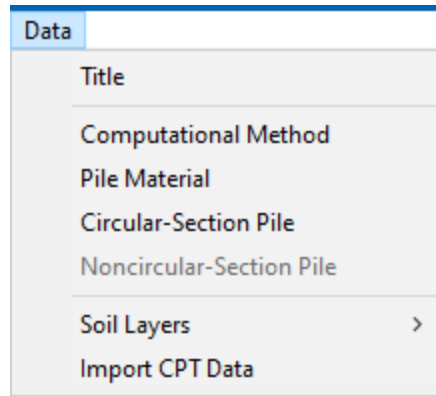 Data
Title
Computational Method
Pile Material
Circular-Section Pile
Noncircular-Section Pile
Soil Layers
Import CPT Data